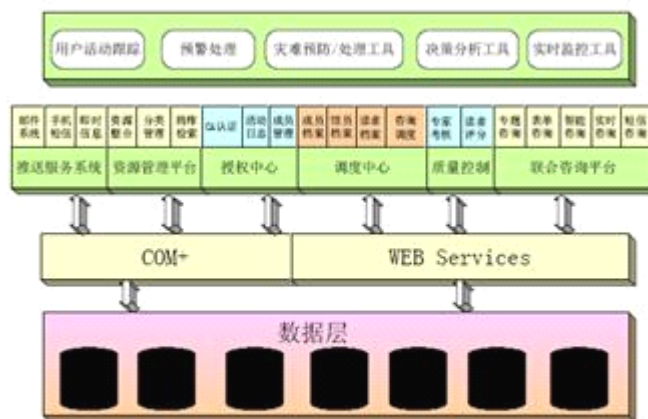 用户活动跟踪
预警处理
灾难预防/处理工具
决策分析工具
实时监控工具
邮件系统
手机短信
即时信息
资源整合
分类管理
CA认证
活动日志
成员管理
成员档案
馆员档案
读者档案
咨询调度
专家考核
读者评分
专题咨询
表单咨询
智能咨询
实时咨询
短信咨询
推送服务系统
资源管理平台
授权中心
调度中心
质量控制
联合咨询平台
COM+
WEB Services
数据层